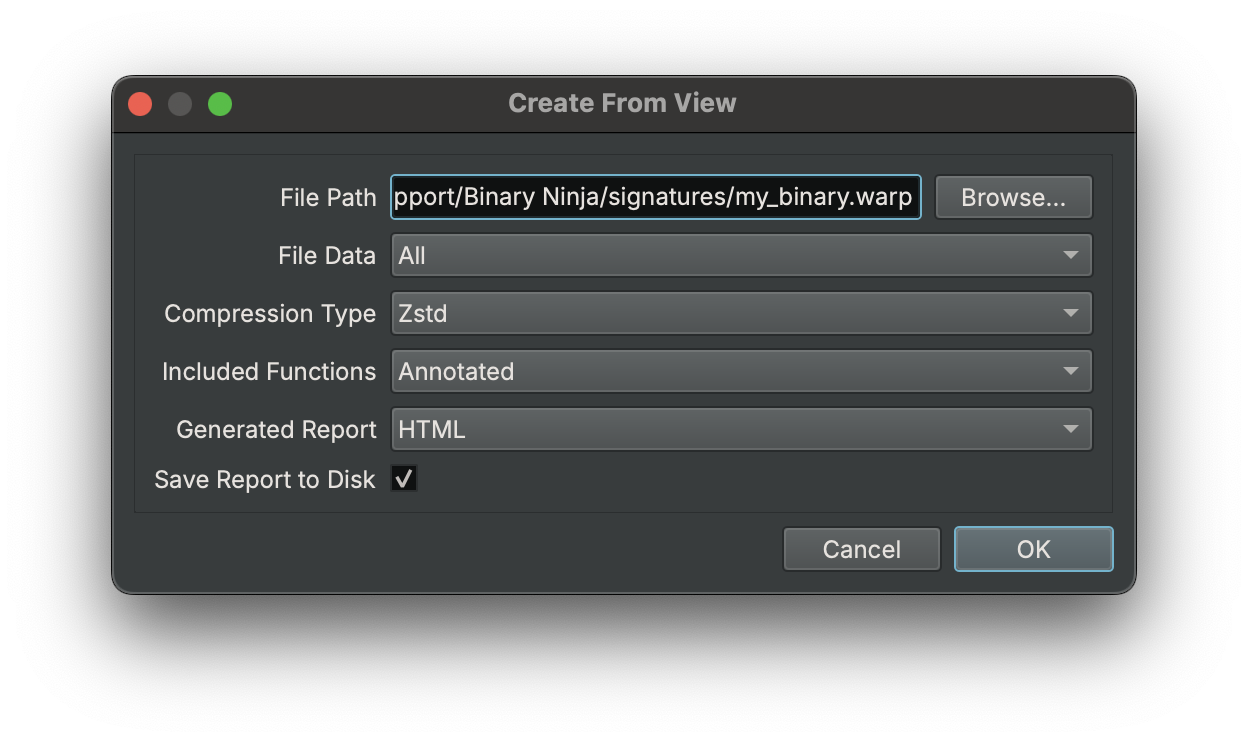 Create From View
File Path pport/Binary Ninja/signatures/my_binary.warp Browse...
File Data All
Compression Type Zstd
Included Functions Annotated
Generated Report HTML
Save Report to Disk
Cancel OK